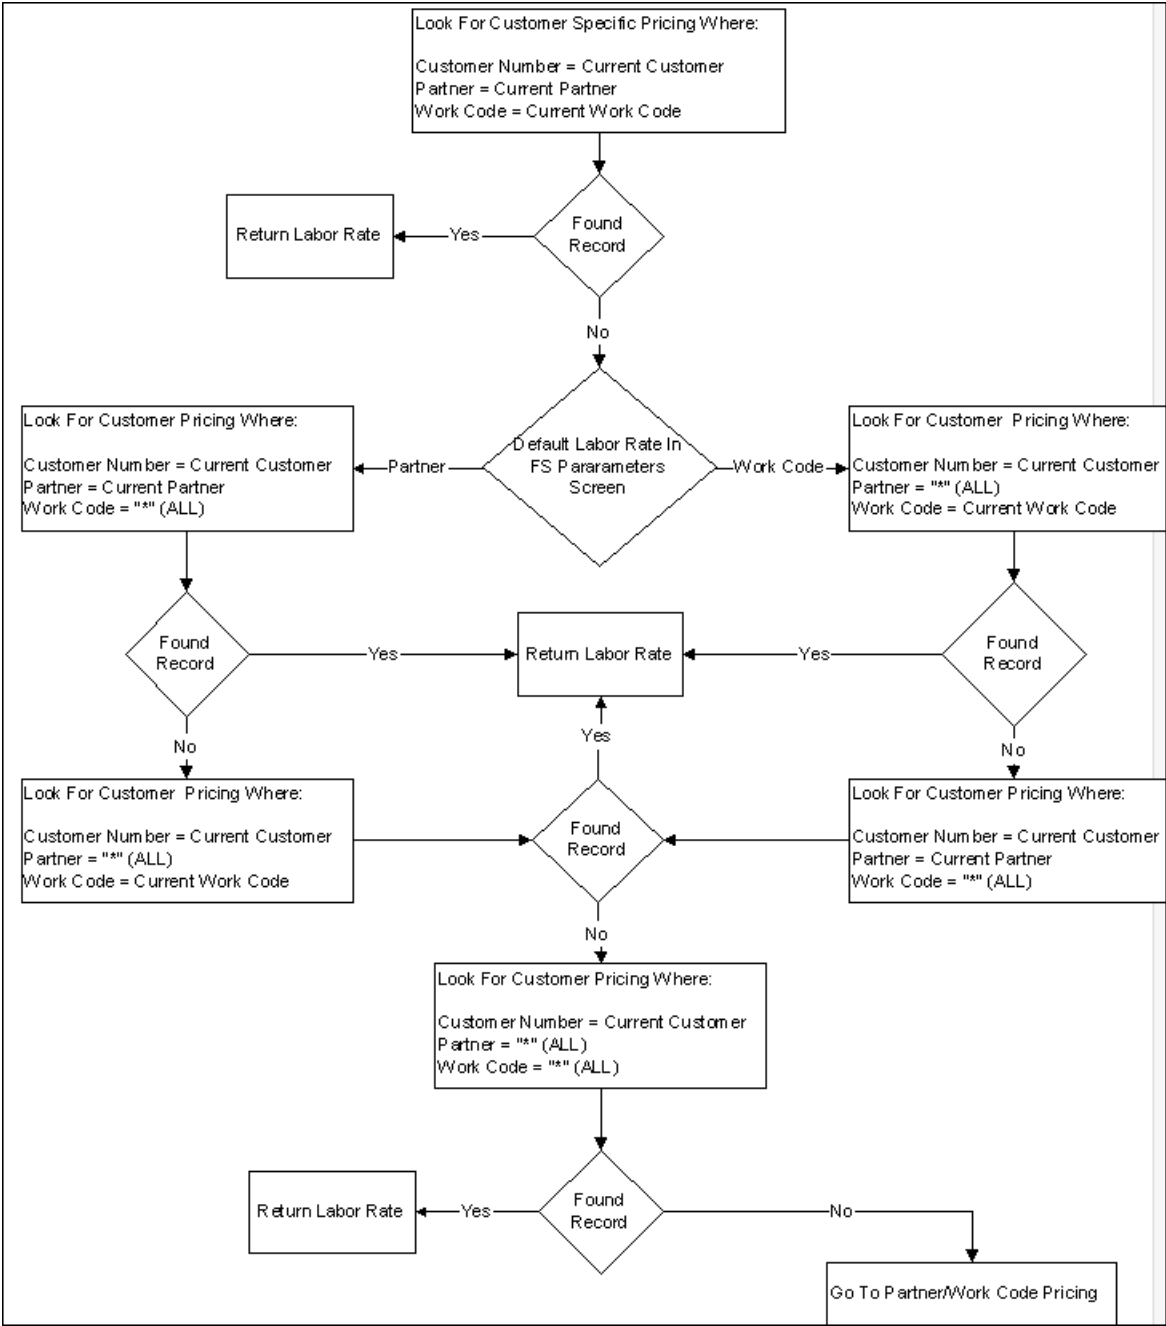 Look For Customer Specific Pricing Where:
Customer Number = Current Customer
Partner = Current Partner
Work Code = Current Work Code
Found
Record
Yes
Return Labor Rate
No
Default Labor Rate In
FS Pararameters
Screen
Partner
Work Code
Look For Customer Pricing Where:
Customer Number = Current Customer
Partner = Current Partner
Work Code = "*" (ALL)
Look For Customer Pricing Where:
Customer Number = Current Customer
Partner = "*" (ALL)
Work Code = Current Work Code
Found
Record
Yes
Return Labor Rate
Yes
Found
Record
No
Yes
No
Look For Customer Pricing Where:
Customer Number = Current Customer
Partner = "*" (ALL)
Work Code = Current Work Code
Found
Record
Look For Customer Pricing Where:
Customer Number = Current Customer
Partner = Current Partner
Work Code = "*" (ALL)
No
Look For Customer Pricing Where:
Customer Number = Current Customer
Partner = "*" (ALL)
Work Code = "*" (ALL)
Return Labor Rate
Yes
Found
Record
No
Go To Partner/Work Code Pricing